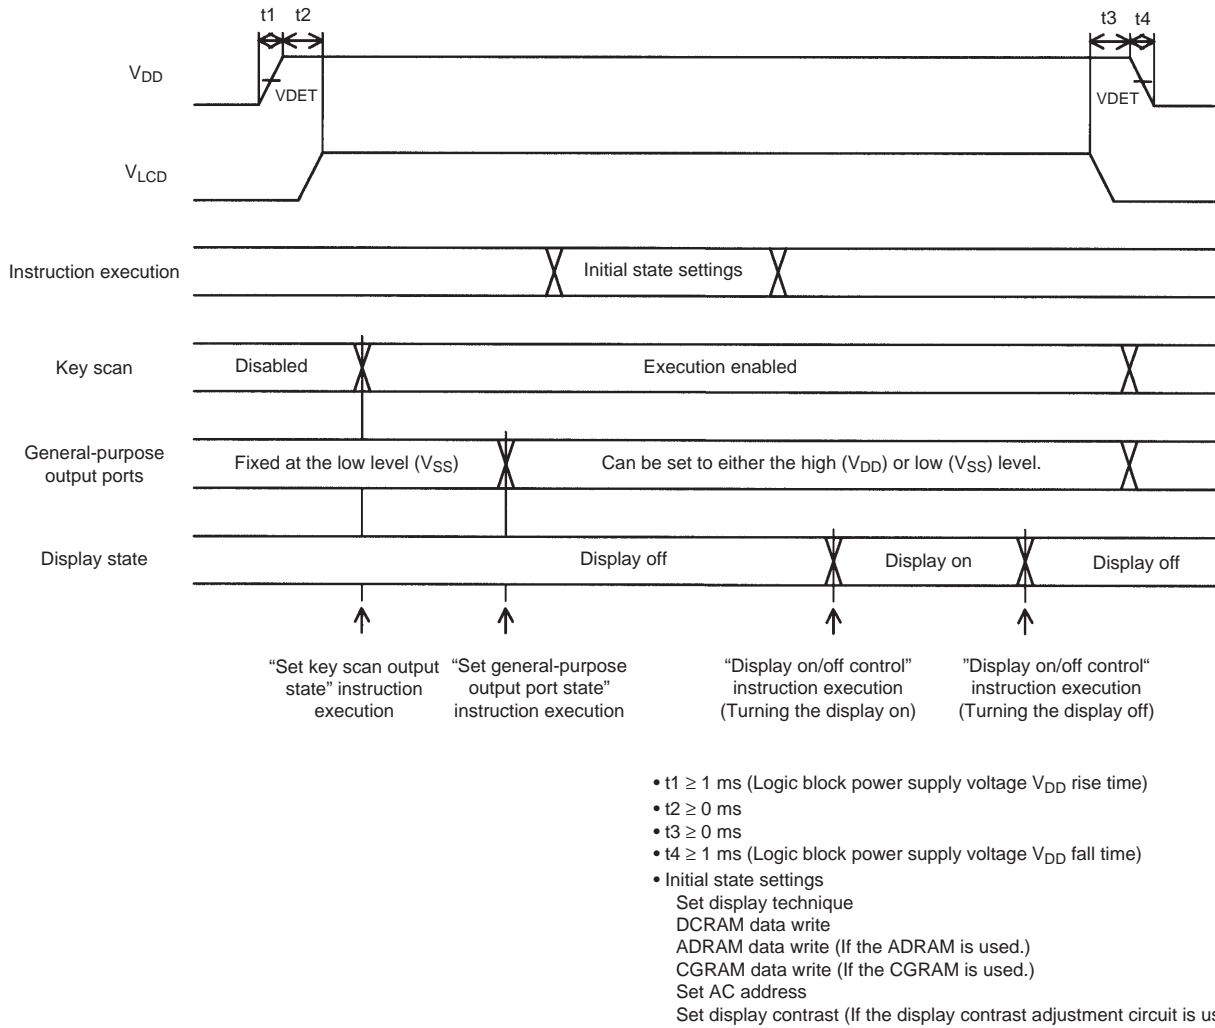 t1 t2 t3 t4
VDD
VDET VDET
VLCD
Instruction execution
Initial state settings
Key scan
Disabled
Execution enabled
General-purpose
output ports
Fixed at the low level (VSS)
Can be set to either the high (VDD) or low (VSS) level.
Display state
Display off
Display on
Display off
“Set key scan output
state” instruction
execution
“Set general-purpose
output port state”
instruction execution
“Display on/off control”
instruction execution
(Turning the display on)
”Display on/off control“
instruction execution
(Turning the display off)
• t1 ≥ 1 ms (Logic block power supply voltage VDD rise time)
• t2 ≥ 0 ms
• t3 ≥ 0 ms
• t4 ≥ 1 ms (Logic block power supply voltage VDD fall time)
• Initial state settings
Set display technique
DCRAM data write
ADRAM data write (If the ADRAM is used.)
CGRAM data write (If the CGRAM is used.)
Set AC address
Set display contrast (If the display contrast adjustment circuit is